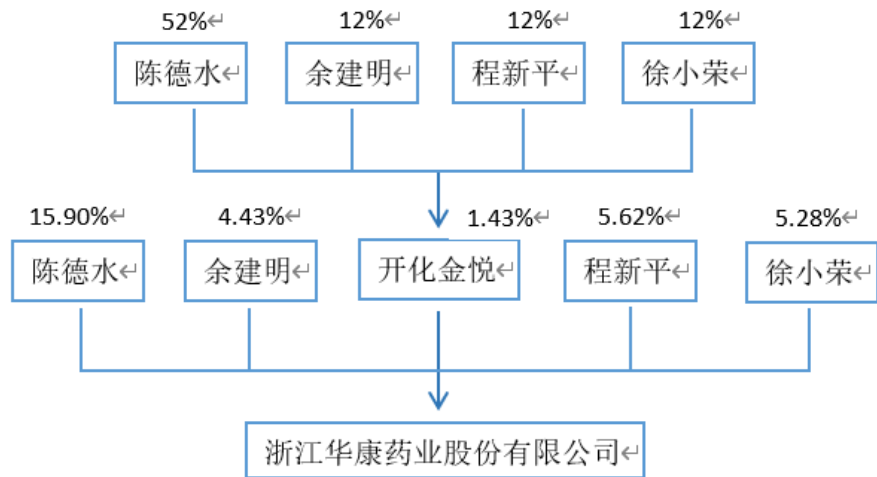 52% 12% 12% 12%
陈德水 余建明 程新平 徐小荣
15.90% 4.43% 1.43% 5.62% 5.28%
陈德水 余建明 开化金悦 程新平 徐小荣
浙江华康药业股份有限公司